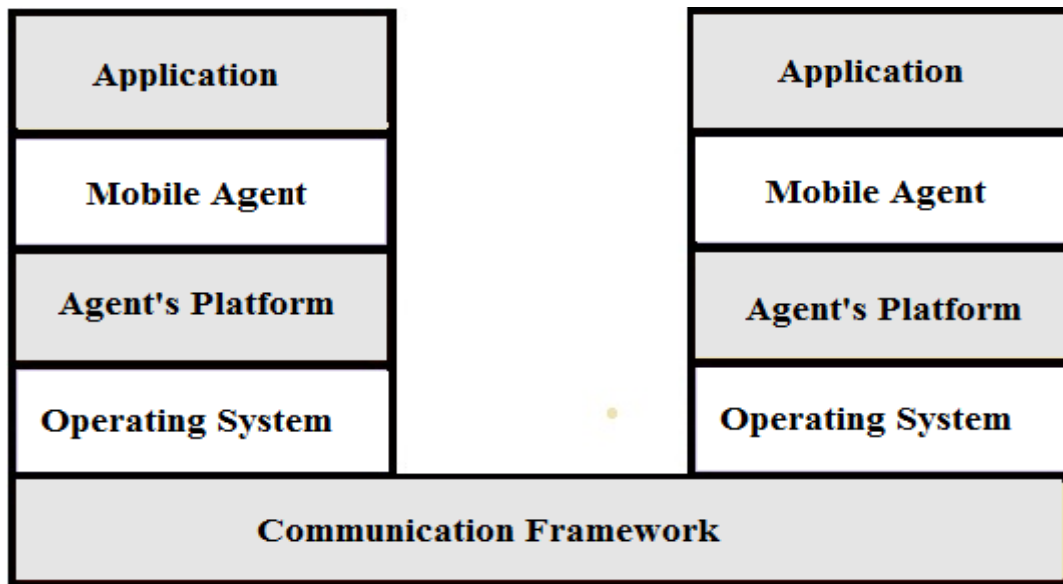 Application
Mobile Agent
Agent's Platform
Operating System
Application
Mobile Agent
Agent's Platform
Operating System
Communication Framework